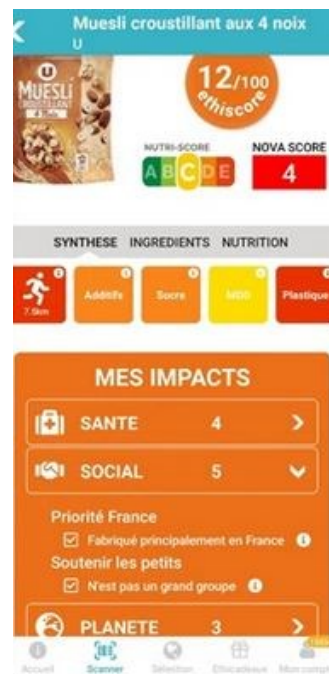 Muesli croustillant aux 4 noix
U
U
MUESLI
CROUSTILLANT
4 Noix
12/100
ethiscore
NUTRI-SCORE
A B C D E
NOVA SCORE
4
SYNTHESE INGREDIENTS NUTRITION
7.5km
Additifs
Sucre
MDD
Plastique
MES IMPACTS
SANTE 4
SOCIAL 5
Priorité France
Fabriqué principalement en France
Soutenir les petits
N'est pas un grand groupe
PLANETE 3
Accueil Scanner Sélection Ethicadeaux Mon compte